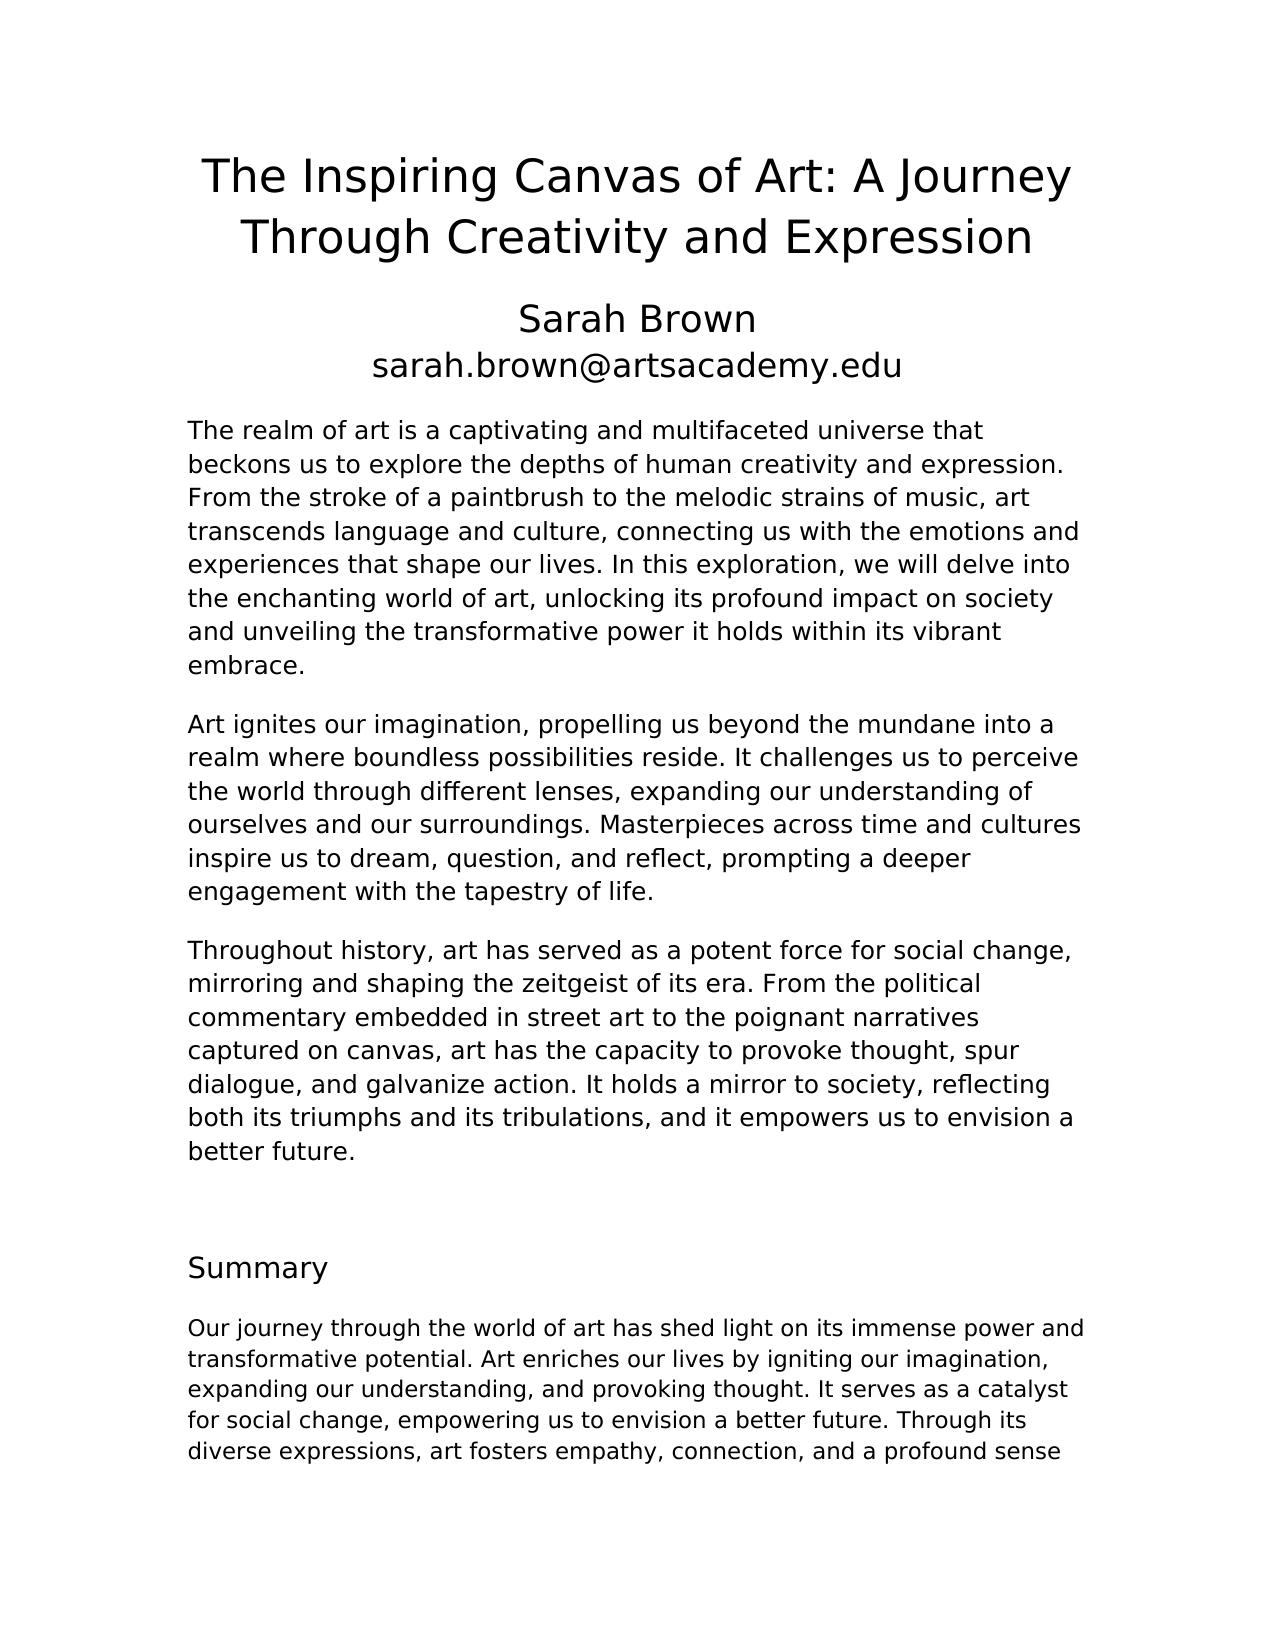 The Inspiring Canvas of Art: A Journey
Through Creativity and Expression
Sarah Brown
sarah.brown@artsacademy.edu
The realm of art is a captivating and multifaceted universe that
beckons us to explore the depths of human creativity and expression.
From the stroke of a paintbrush to the melodic strains of music, art
transcends language and culture, connecting us with the emotions and
experiences that shape our lives. In this exploration, we will delve into
the enchanting world of art, unlocking its profound impact on society
and unveiling the transformative power it holds within its vibrant
embrace.
Art ignites our imagination, propelling us beyond the mundane into a
realm where boundless possibilities reside. It challenges us to perceive
the world through different lenses, expanding our understanding of
ourselves and our surroundings. Masterpieces across time and cultures
inspire us to dream, question, and reflect, prompting a deeper
engagement with the tapestry of life.
Throughout history, art has served as a potent force for social change,
mirroring and shaping the zeitgeist of its era. From the political
commentary embedded in street art to the poignant narratives
captured on canvas, art has the capacity to provoke thought, spur
dialogue, and galvanize action. It holds a mirror to society, reflecting
both its triumphs and its tribulations, and it empowers us to envision a
better future.
Summary
Our journey through the world of art has shed light on its immense power and
transformative potential. Art enriches our lives by igniting our imagination,
expanding our understanding, and provoking thought. It serves as a catalyst
for social change, empowering us to envision a better future. Through its
diverse expressions, art fosters empathy, connection, and a profound sense